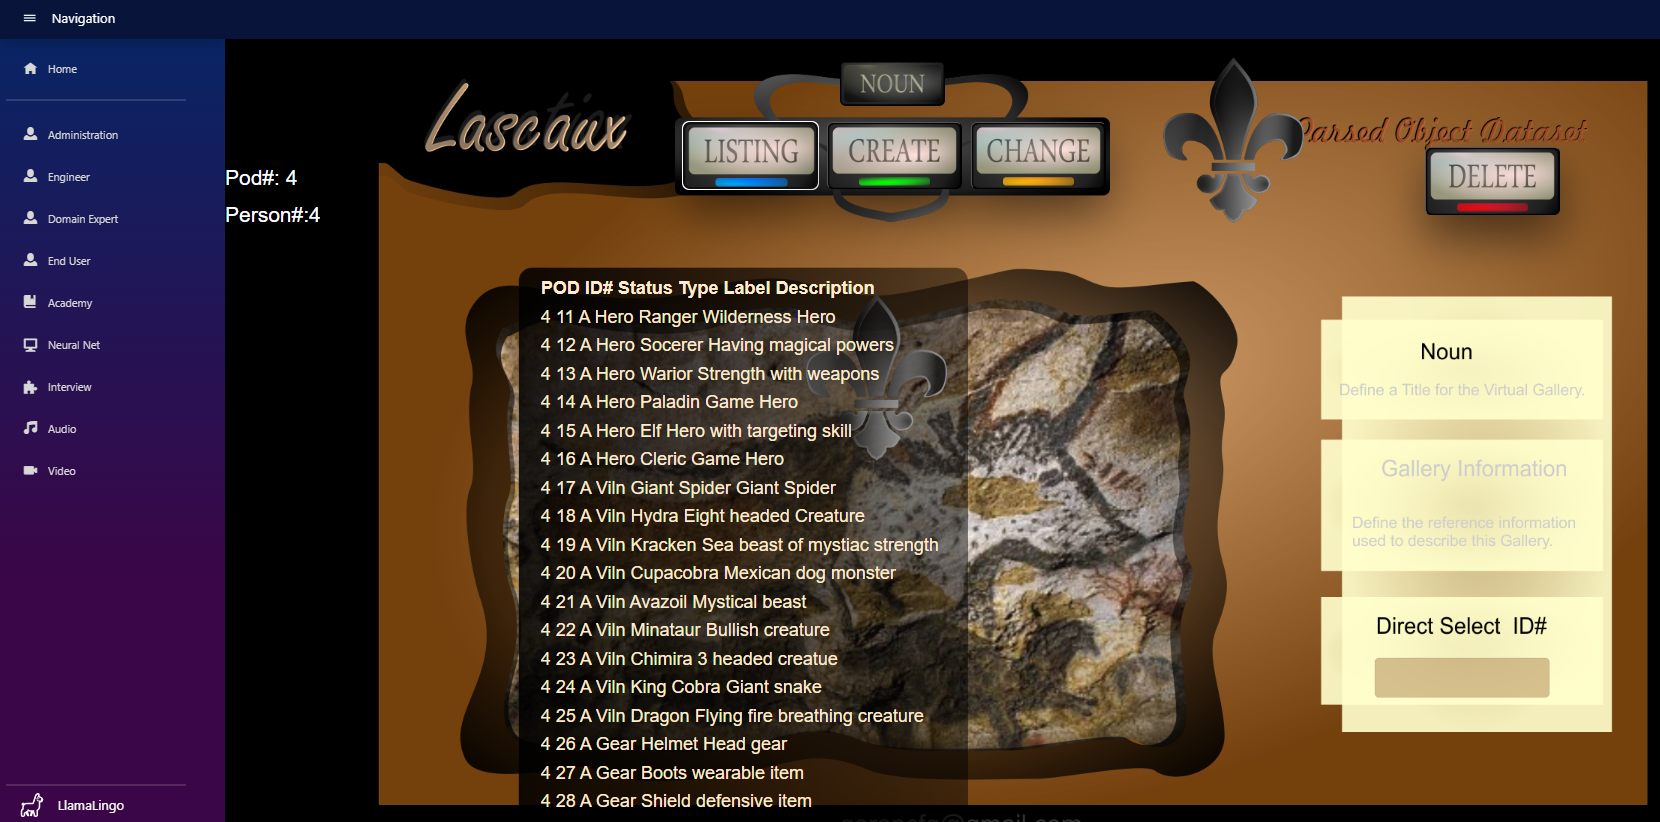 Navigation
Home
Administration
Engineer
Domain Expert
End User
Academy
Neural Net
Interview
Audio
Video
LlamaLingo
Pod#: 4
Person#:4
Lascaux
NOUN
LISTING
CREATE
CHANGE
Parsed Object Dataset
DELETE
POD ID# Status Type Label Description
4 11 A Hero Ranger Wilderness Hero
4 12 A Hero Socerer Having magical powers
4 13 A Hero Warior Strength with weapons
4 14 A Hero Paladin Game Hero
4 15 A Hero Elf Hero with targeting skill
4 16 A Hero Cleric Game Hero
4 17 A Viln Giant Spider Giant Spider
4 18 A Viln Hydra Eight headed Creature
4 19 A Viln Kracken Sea beast of mystiac strength
4 20 A Viln Cupacobra Mexican dog monster
4 21 A Viln Avazoil Mystical beast
4 22 A Viln Minataur Bullish creature
4 23 A Viln Chimira 3 headed creatue
4 24 A Viln King Cobra Giant snake
4 25 A Viln Dragon Flying fire breathing creature
4 26 A Gear Helmet Head gear
4 27 A Gear Boots wearable item
4 28 A Gear Shield defensive item
Noun
Define a Title for the Virtual Gallery.
Gallery Information
Define the reference information
used to describe this Gallery.
Direct Select ID#